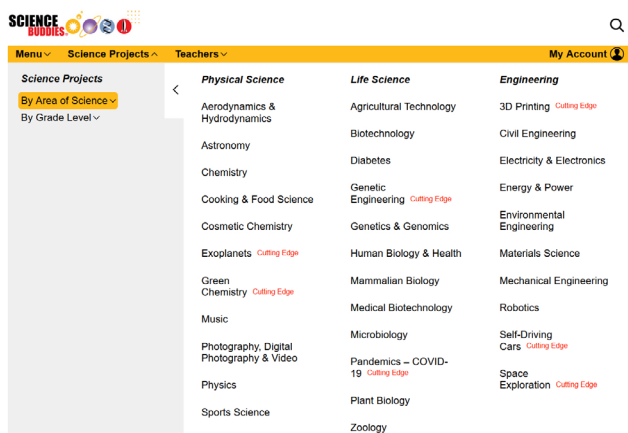 SCIENCE
BUDDIES
Menu Science Projects Teachers My Account
Science Projects
By Area of Science
By Grade Level
Physical Science
Aerodynamics &
Hydrodynamics
Astronomy
Chemistry
Cooking & Food Science
Cosmetic Chemistry
Exoplanets Cutting Edge
Green
Chemistry Cutting Edge
Music
Photography, Digital
Photography & Video
Physics
Sports Science
Life Science
Agricultural Technology
Biotechnology
Diabetes
Genetic
Engineering Cutting Edge
Genetics & Genomics
Human Biology & Health
Mammalian Biology
Medical Biotechnology
Microbiology
Pandemics – COVID-
19 Cutting Edge
Plant Biology
Zoology
Engineering
3D Printing Cutting Edge
Civil Engineering
Electricity & Electronics
Energy & Power
Environmental
Engineering
Materials Science
Mechanical Engineering
Robotics
Self-Driving
Cars Cutting Edge
Space
Exploration Cutting Edge